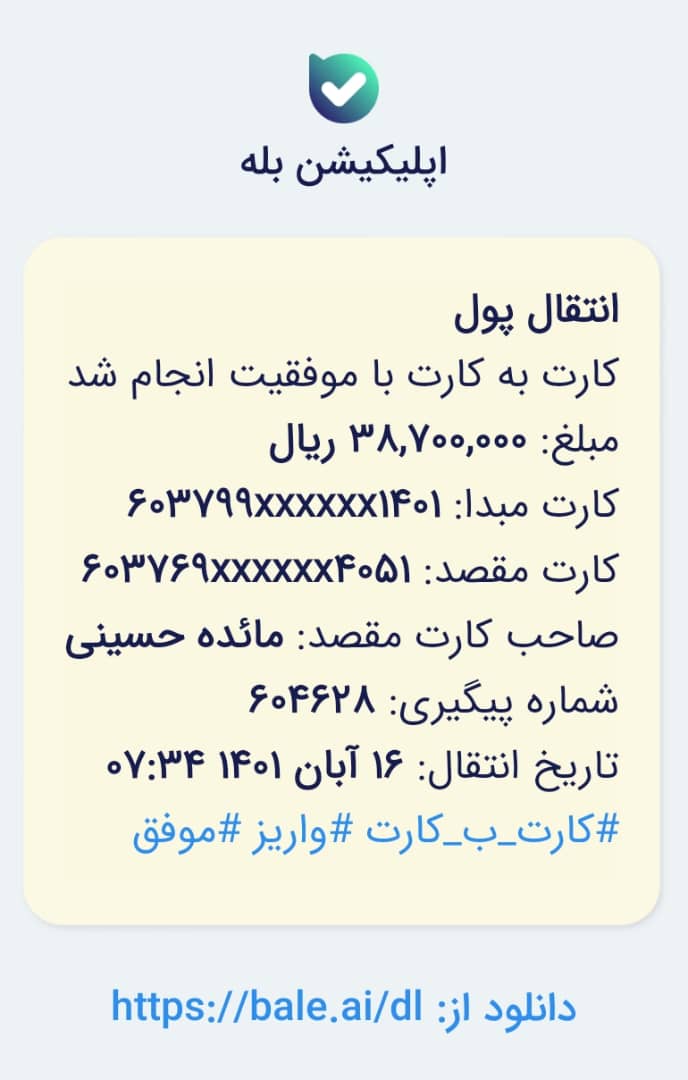 اپلیکیشن بله
انتقال پول
کارت به کارت با موفقیت انجام شد
مبلغ: ۳۸,۷۰۰,۰۰۰ ریال
کارت مبدا: ۶۰۳۷۹۹xxxxxx۱۴۰۱
کارت مقصد: ۶۰۳۷۶۹xxxxxx۴۰۵۱
صاحب کارت مقصد: مائده حسینی
شماره پیگیری: ۶۰۴۶۲۸
تاریخ انتقال: ۱۶ آبان ۱۴۰۱ ۰۷:۳۴
#کارت_ب_کارت #واریز #موفق
دانلود از: https://bale.ai/dl